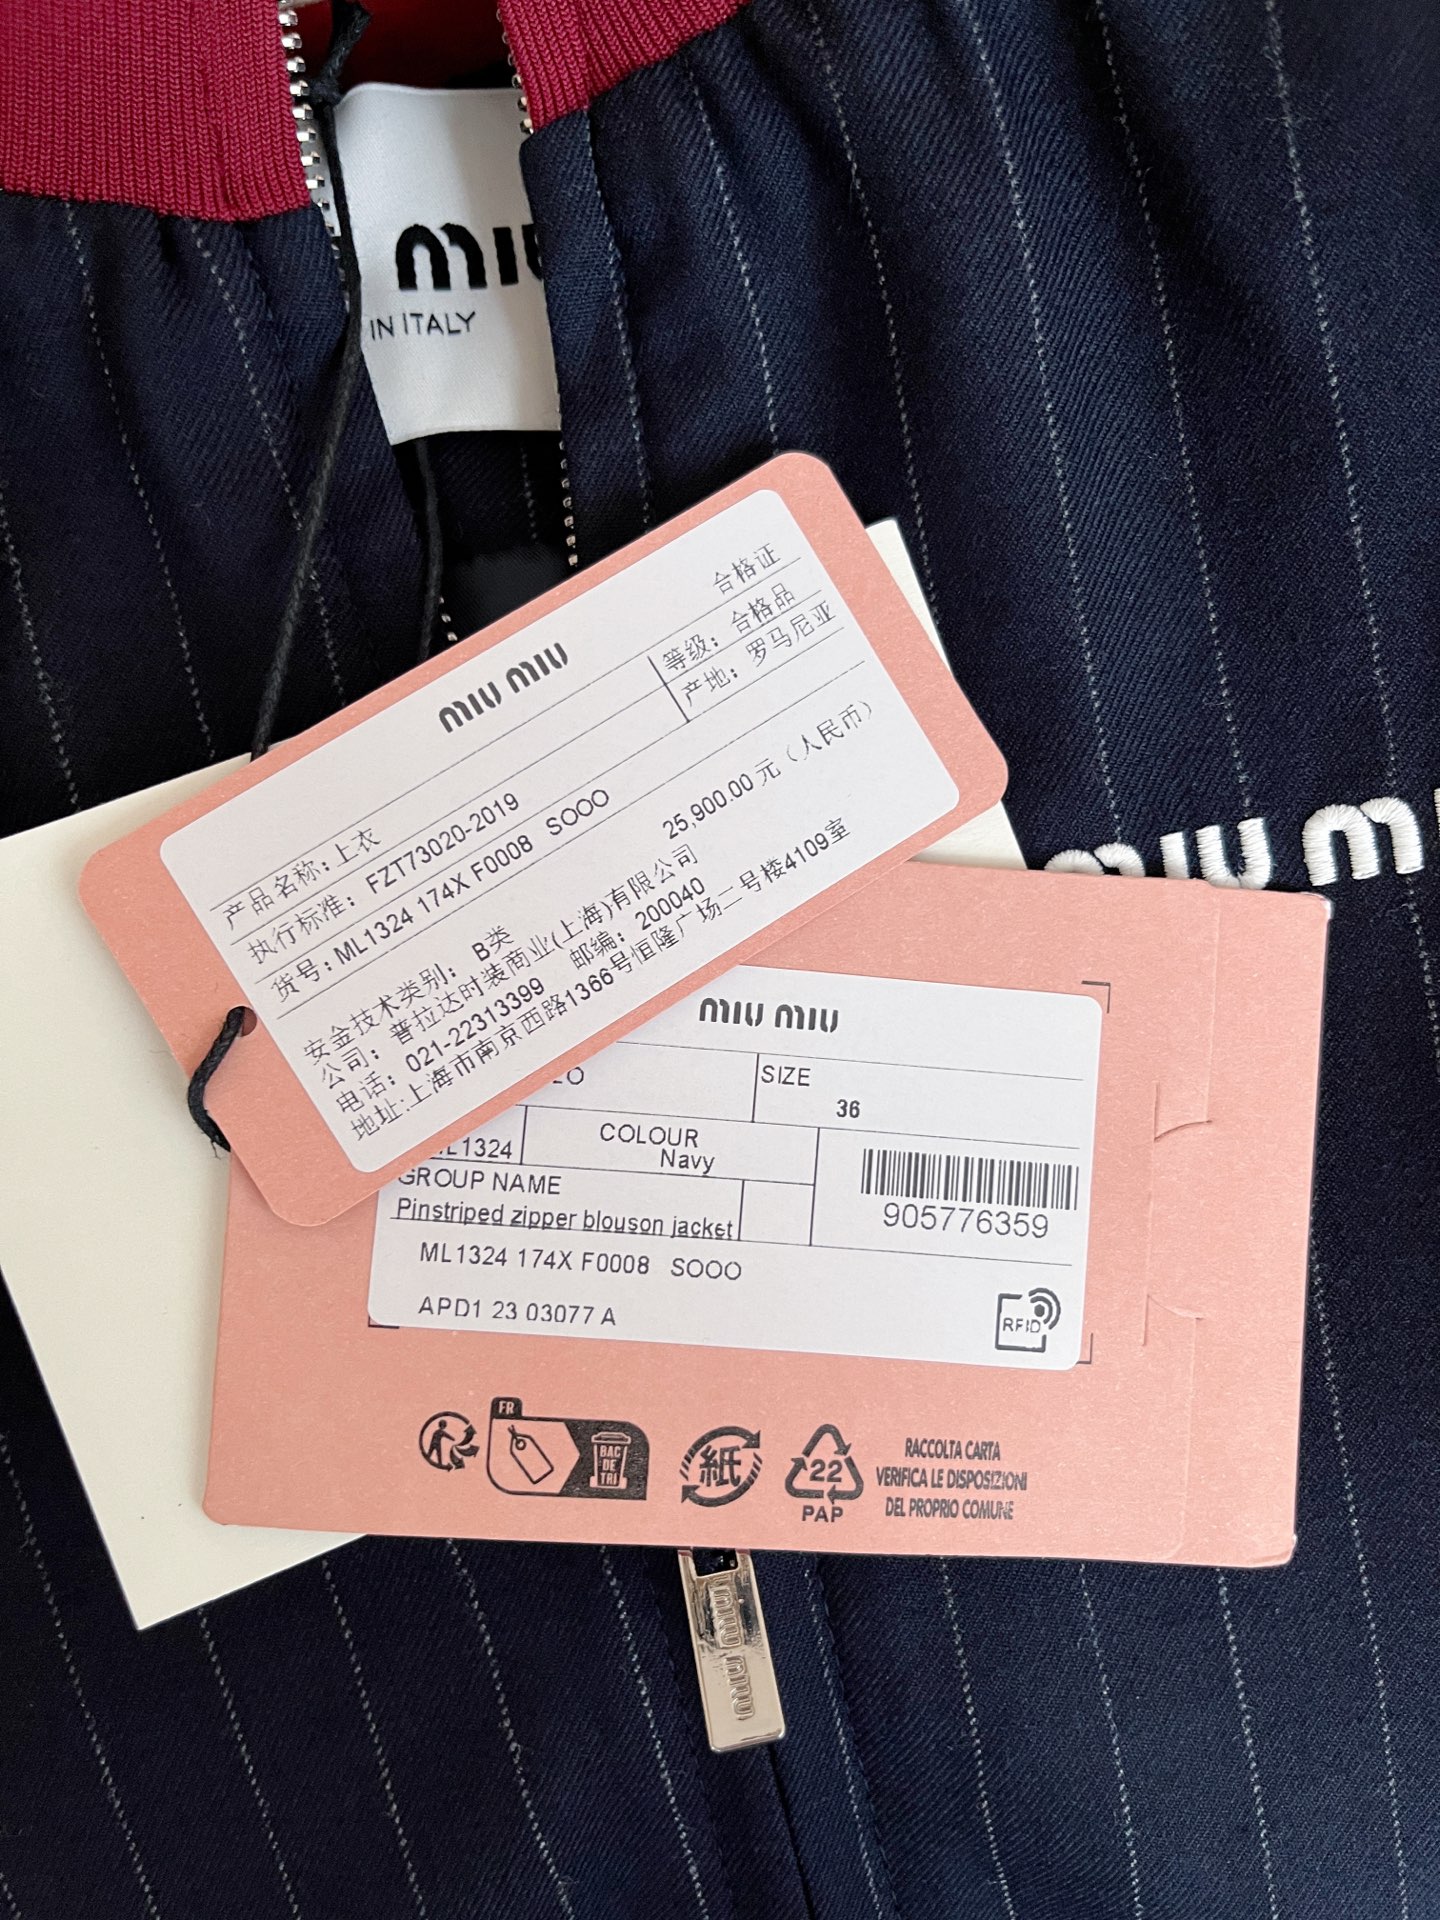 IN ITALY
MIU MIU
合格证
产品名称: 上衣
等级: 合格品
执行标准: FZT73020-2019
产地: 罗马尼亚
货号: ML1324 174X F0008 SOOO
25,900.00 元 (人民币)
安全技术类别: B类
公司: 普拉达时装商业(上海)有限公司
电话: 021-22313399 邮编: 200040
地址:上海市南京西路1366号恒隆广场二号楼4109室
MIU MIU
MIU MIU
SIZE
36
COLOUR
Navy
GROUP NAME
Pinstriped zipper blouson jacket
905776359
ML1324 174X F0008 SOOO
APD1 23 03077 A
RFID
FR
BAC
DE
TRI
紙
22
PAP
RACCOLTA CARTA
VERIFICA LE DISPOSIZIONI
DEL PROPRIO COMUNE
MIU MIU